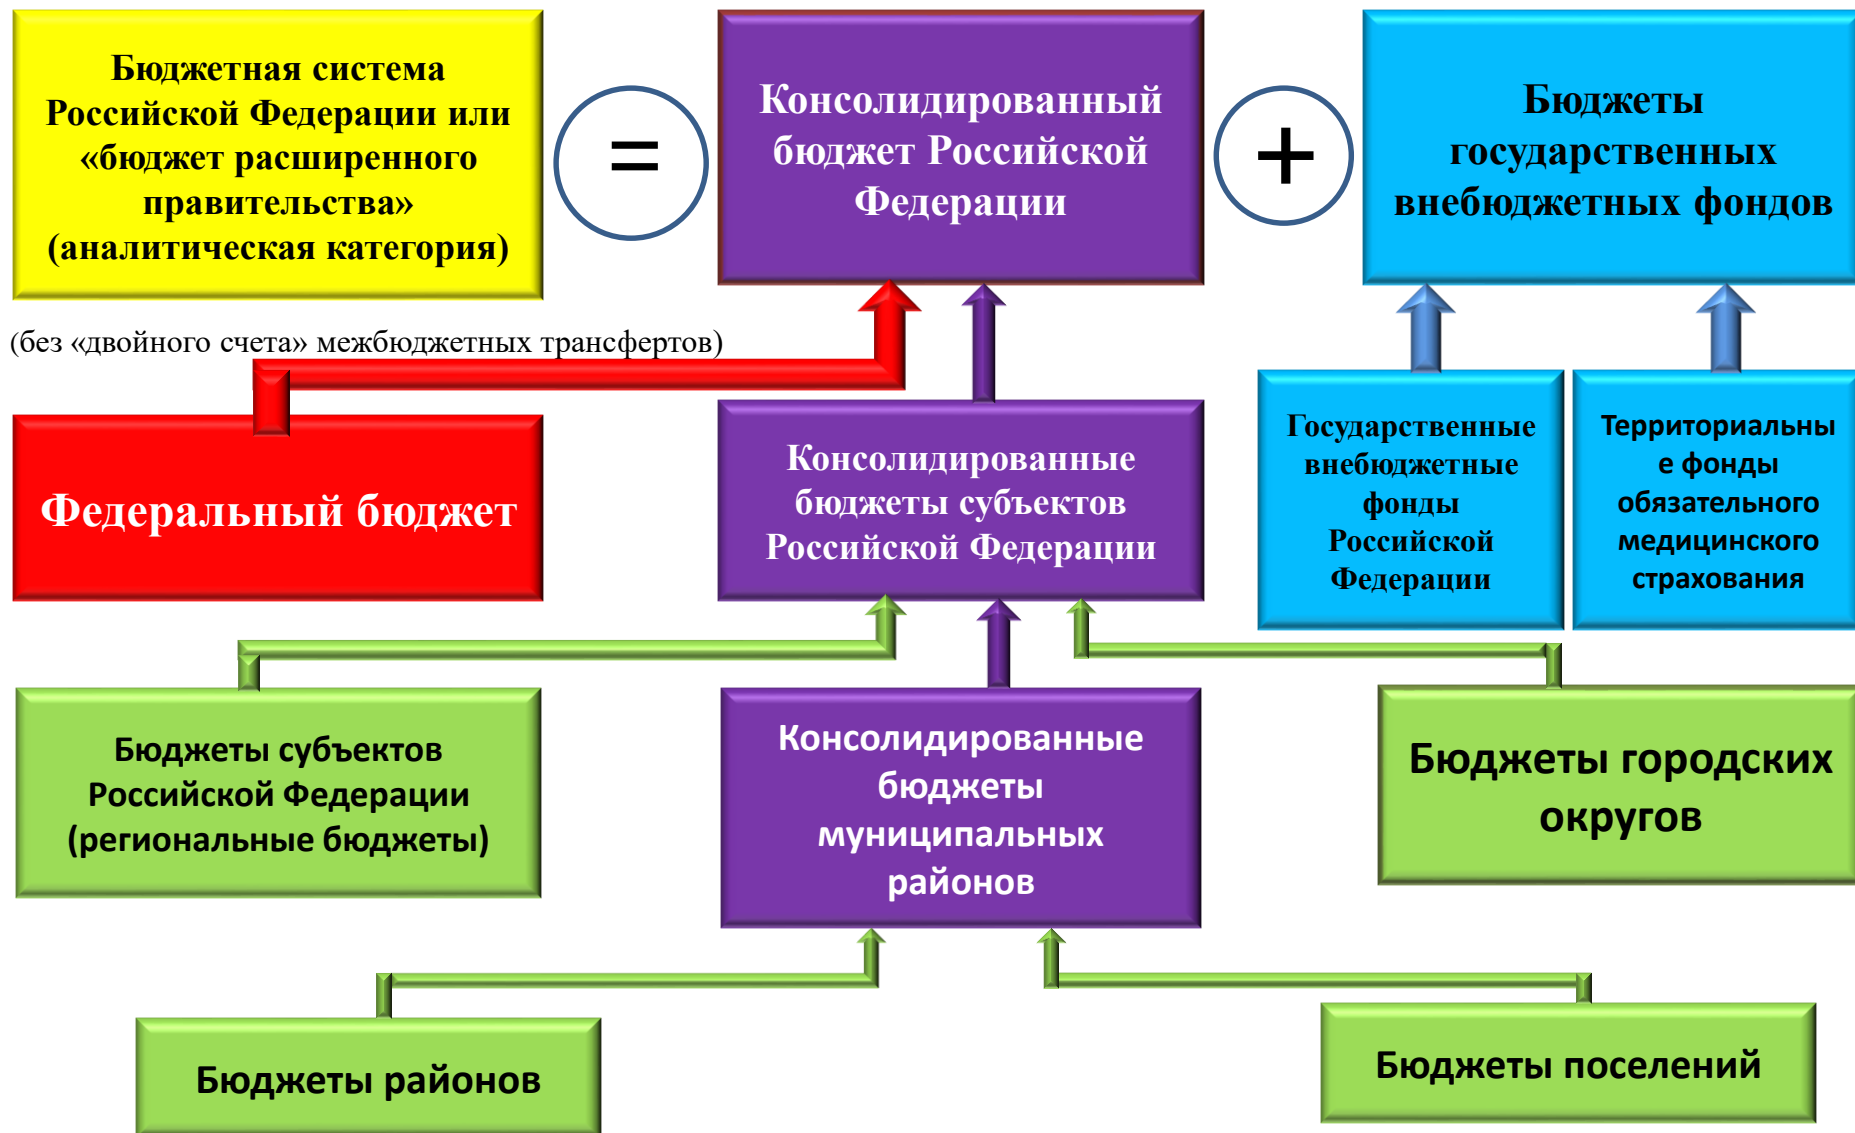 Бюджетная система
Российской Федерации или
«бюджет расширенного
правительства»
(аналитическая категория)
=
Консолидированный
бюджет Российской
Федерации
+
Бюджеты
государственных
внебюджетных фондов
(без «двойного счета» межбюджетных трансфертов)
Федеральный бюджет
Консолидированные
бюджеты субъектов
Российской Федерации
Государственные
внебюджетные
фонды
Российской
Федерации
Территориальны
е фонды
обязательного
медицинского
страхования
Бюджеты субъектов
Российской Федерации
(региональные бюджеты)
Консолидированные
бюджеты
муниципальных
районов
Бюджеты городских
округов
Бюджеты районов
Бюджеты поселений